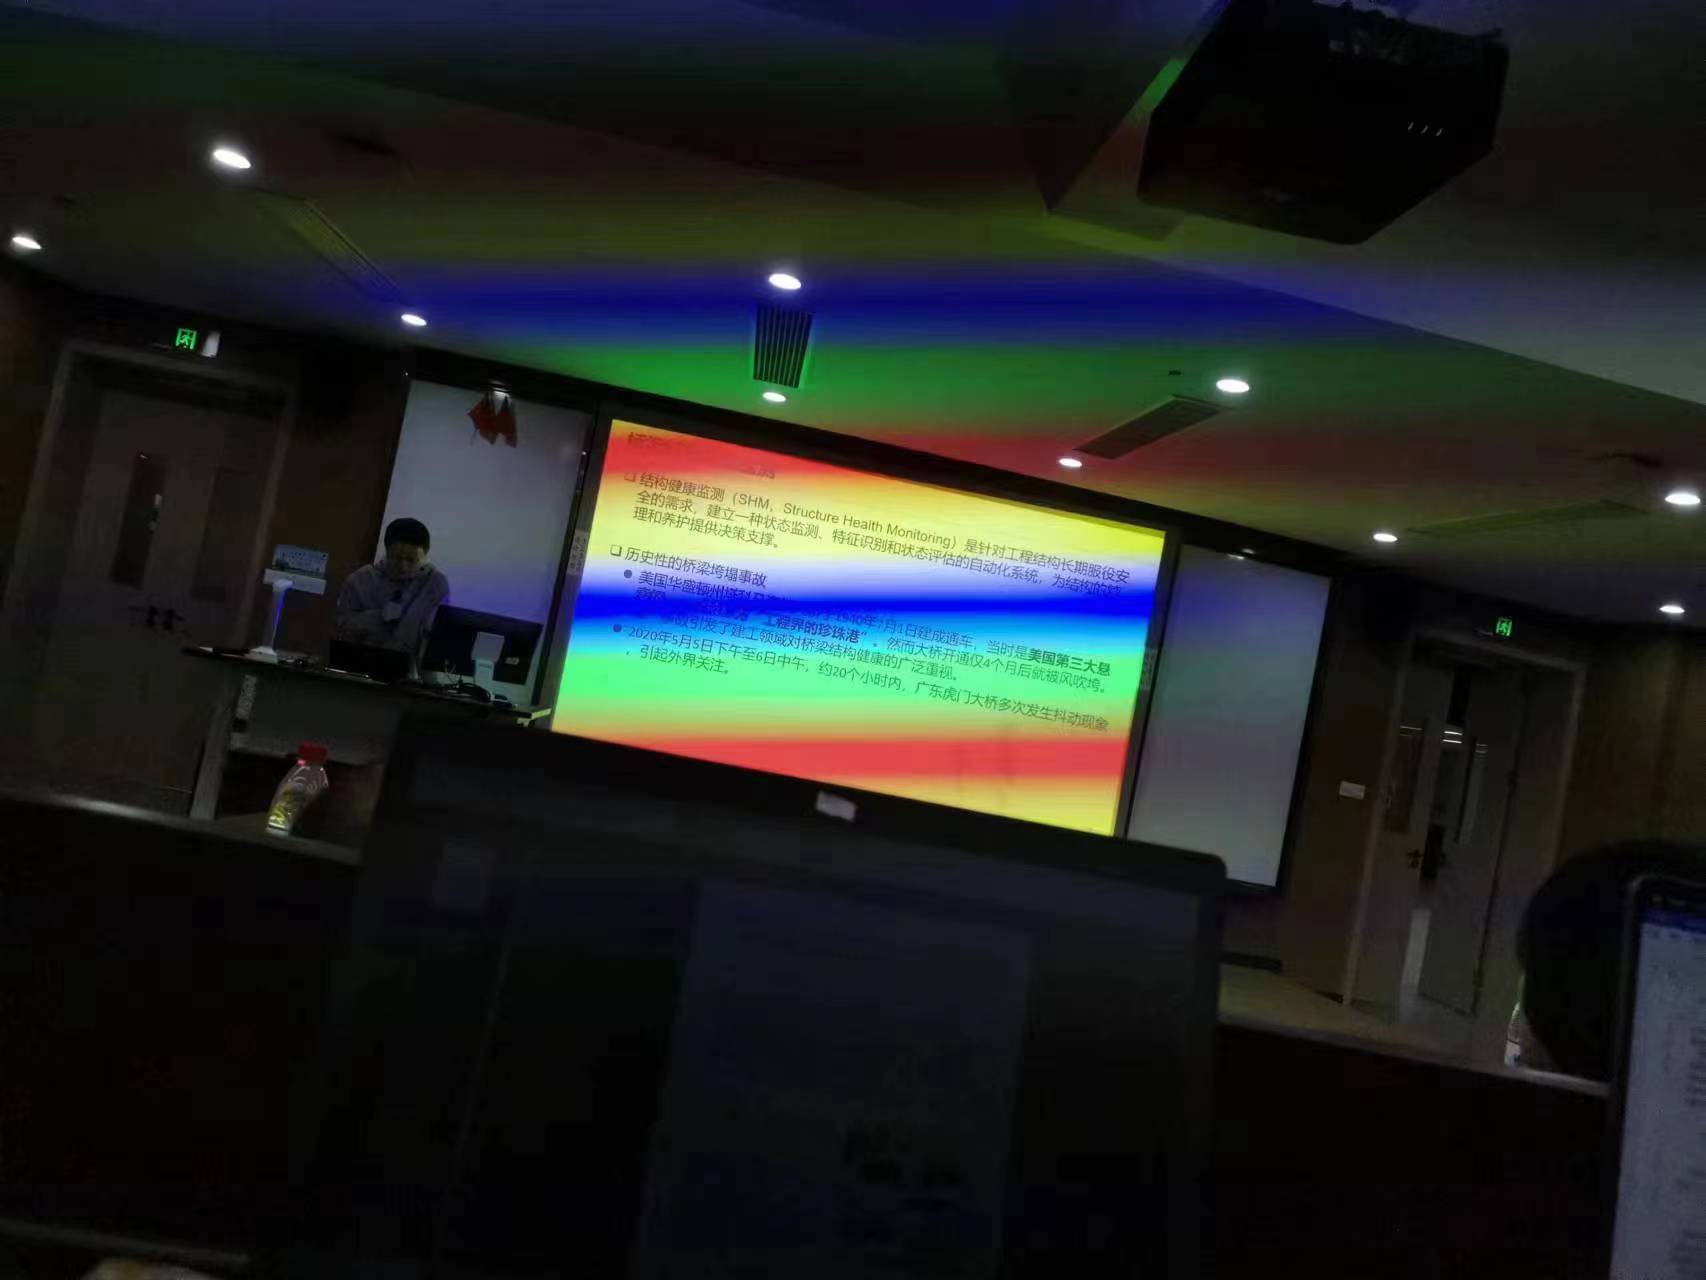 ❑ 结构健康监测（SHM，Structure Health Monitoring）是针对工程结构长期服役安
全的需求，建立一种状态监测、特征识别和状态评估的自动化系统，为结构的
理和养护提供决策支撑。
❑ 历史性的桥梁垮塌事故
● 美国华盛顿州塔科马 1940年7月1日建成通车，当时是美国第三大悬
“工程界的珍珠港”。然而大桥开通仅4个月后就被风吹垮。
故引发了建工领域对桥梁结构健康的广泛重视。
● 2020年5月5日下午至6日中午，约20个小时内，广东虎门大桥多次发生抖动现象
，引起外界关注。